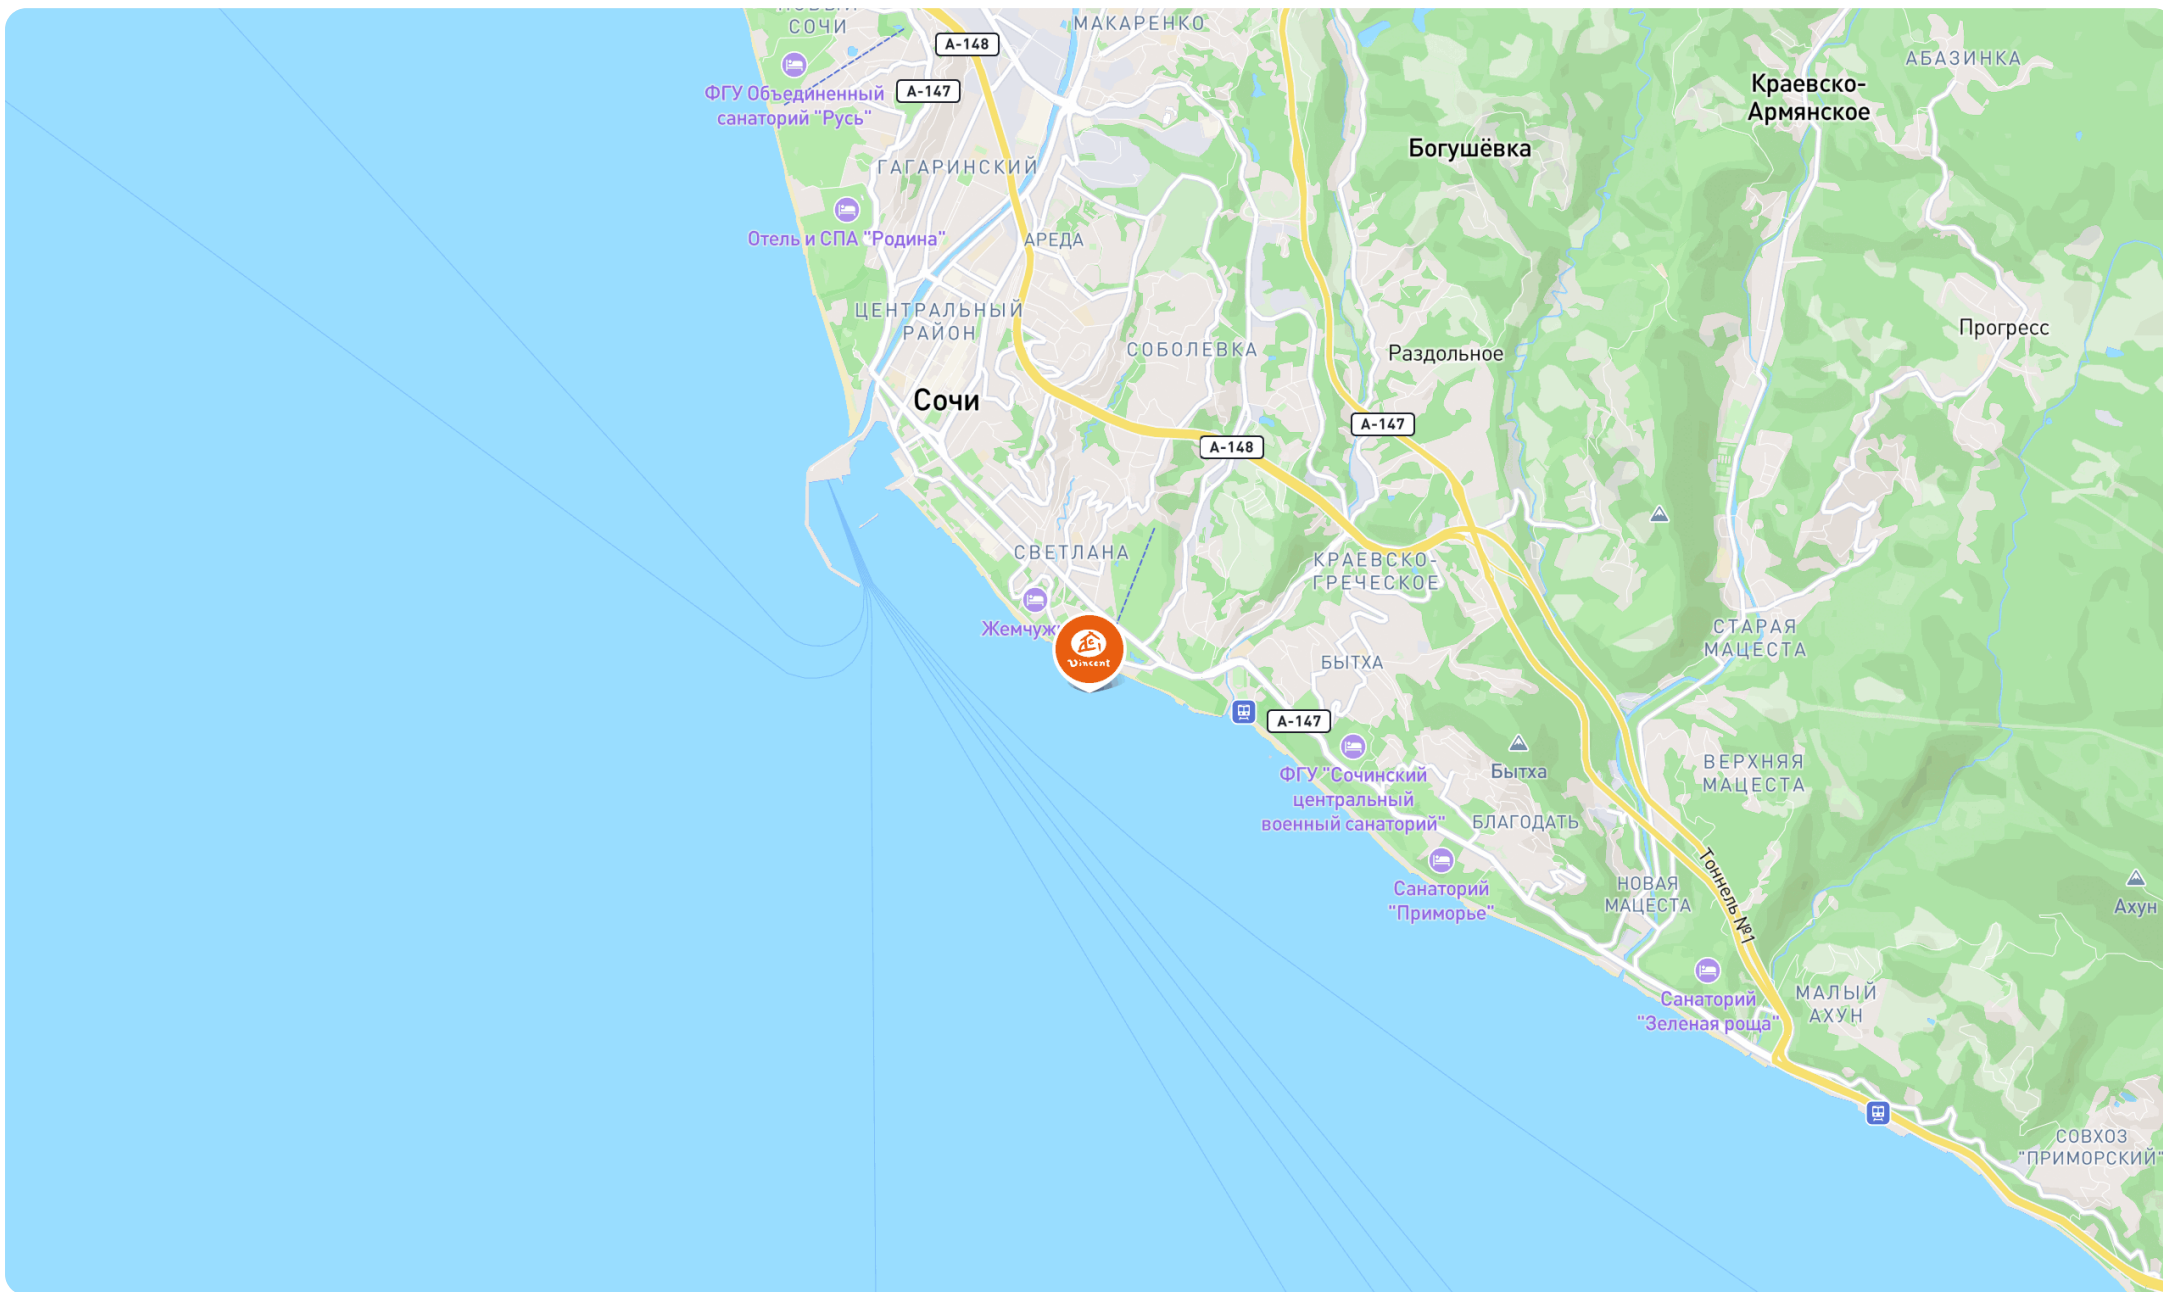 СОЧИ
МАКАРЕНКО
А-148
АБАЗИНКА
ФГУ Объединенный
санаторий "Русь"
А-147
Краевско-
Армянское
Богушёвка
ГАГАРИНСКИЙ
Отель и СПА "Родина"
АРЕДА
ЦЕНТРАЛЬНЫЙ
РАЙОН
Прогресс
СОБОЛЕВКА
Раздольное
Сочи
А-147
А-148
СВЕТЛАНА
КРАЕВСКО-
ГРЕЧЕСКОЕ
Жемчуж
Vincent
СТАРАЯ
МАЦЕСТА
БЫТХА
А-147
ФГУ "Сочинский
центральный
военный санаторий"
Бытха
ВЕРХНЯЯ
МАЦЕСТА
БЛАГОДАТЬ
Тоннель №1
Санаторий
"Приморье"
НОВАЯ
МАЦЕСТА
Ахун
Санаторий
"Зеленая роща"
МАЛЫЙ
АХУН
СОВХОЗ
"ПРИМОРСКИЙ"